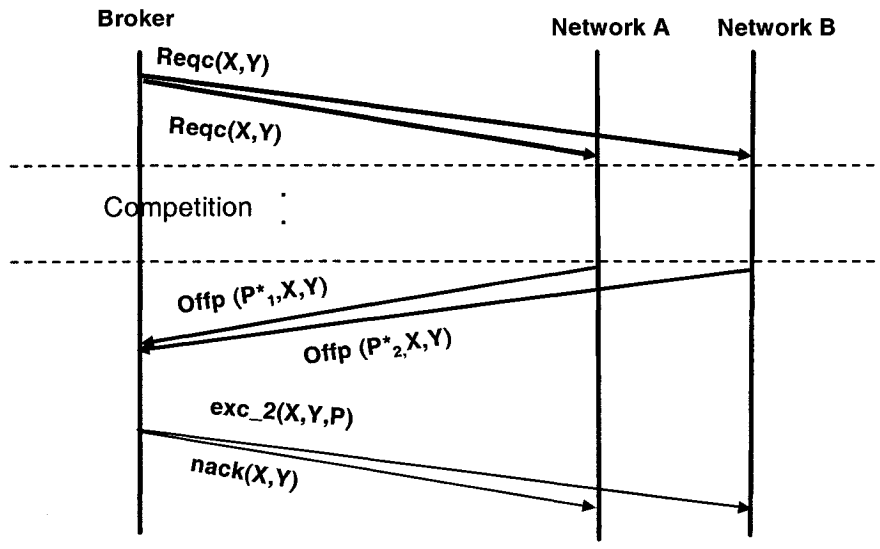 Broker
Network A
Network B
Reqc(X,Y)
Reqc(X,Y)
Competition
Offp (P*1,X,Y)
Offp (P*2,X,Y)
exc_2(X,Y,P)
nack(X,Y)